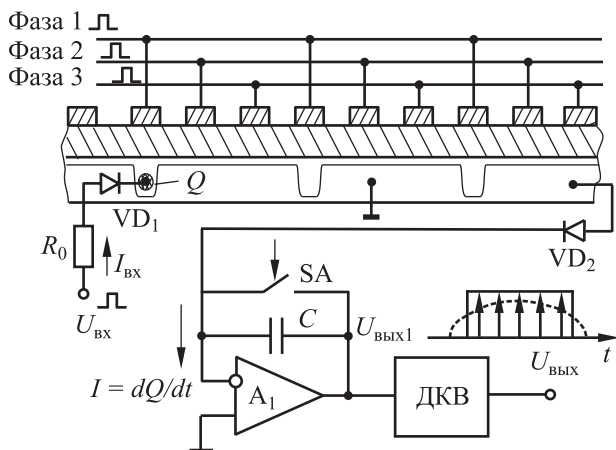 Фаза 1
Фаза 2
Фаза 3
Q
VD1
R0
Iвх
Uвх
VD2
SA
C
Uвых1
I = dQ/dt
A1
ДКВ
t
Uвых